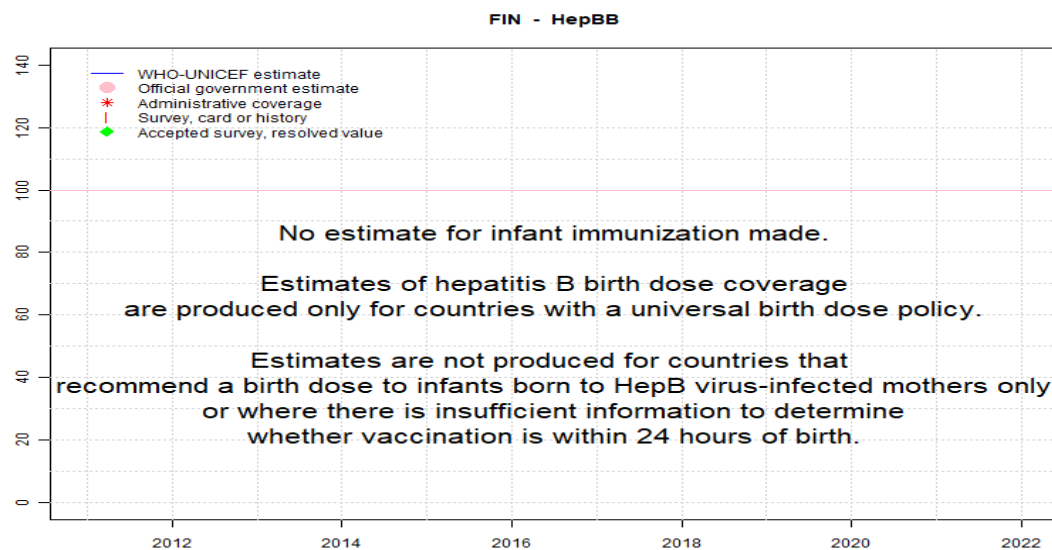 FIN - HepBB
140
120
100
80
60
40
20
0
WHO-UNICEF estimate
Official government estimate
Administrative coverage
Survey, card or history
Accepted survey, resolved value
No estimate for infant immunization made.
Estimates of hepatitis B birth dose coverage
are produced only for countries with a universal birth dose policy.
Estimates are not produced for countries that
recommend a birth dose to infants born to HepB virus-infected mothers only
or where there is insufficient information to determine
whether vaccination is within 24 hours of birth.
2012 2014 2016 2018 2020 2022